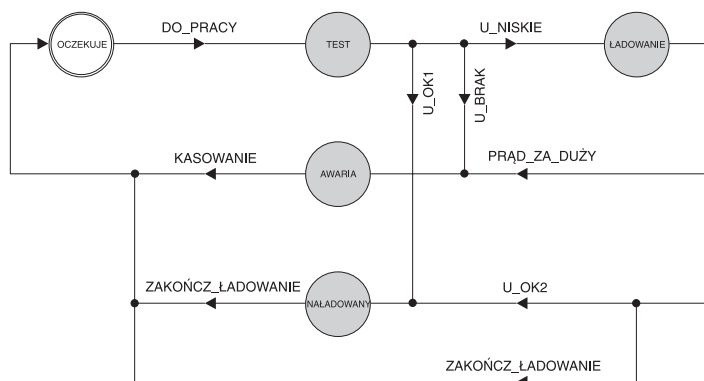 DO_PRACY
U_NISKIE
OCZEKUJE
TEST
ŁADOWANIE
U_OK1
U_BRAK
KASOWANIE
PRĄD_ZA_DUŻY
AWARIA
ZAKOŃCZ_ŁADOWANIE
U_OK2
NAŁADOWANY
ZAKOŃCZ_ŁADOWANIE